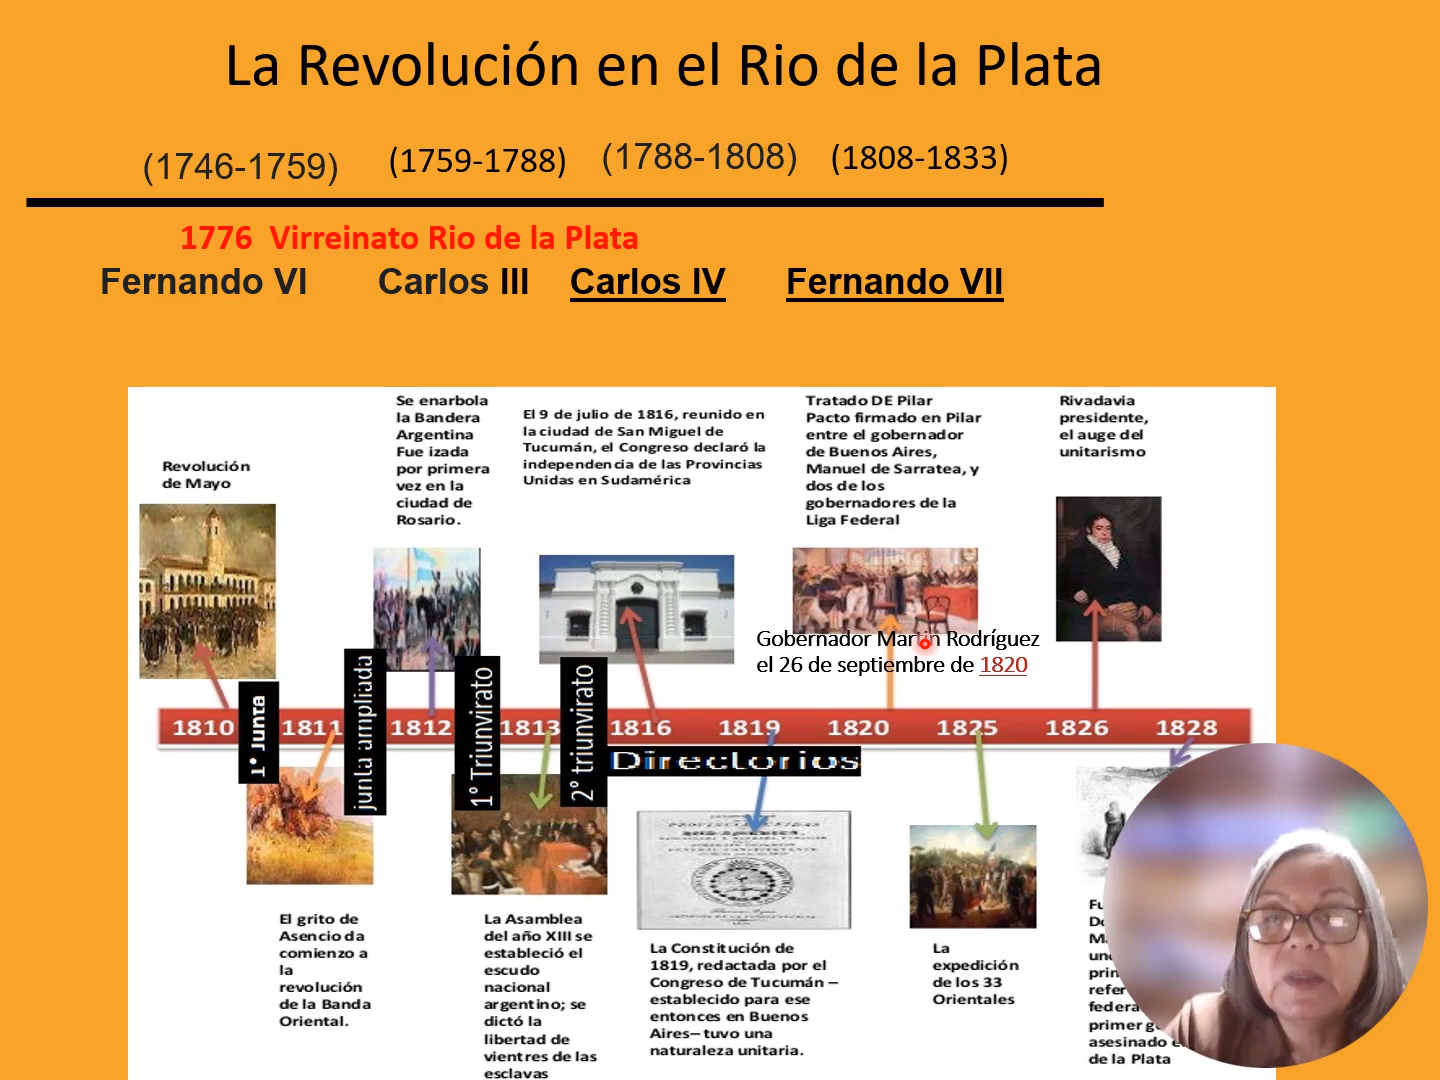 La Revolución en el Rio de la Plata
(1746-1759) (1759-1788) (1788-1808) (1808-1833)
1776 Virreinato Rio de la Plata
Fernando VI Carlos III Carlos IV Fernando VII
Revolución
de Mayo
Se enarbola
la Bandera
Argentina
Fue izada
por primera
vez en la
ciudad de
Rosario.
El 9 de julio de 1816, reunido en
la ciudad de San Miguel de
Tucumán, el Congreso declaró la
independencia de las Provincias
Unidas en Sudamérica
Tratado DE Pilar
Pacto firmado en Pilar
entre el gobernador
de Buenos Aires,
Manuel de Sarratea, y
dos de los
gobernadores de la
Liga Federal
Rivadavia
presidente,
el auge del
unitarismo
Gobernador Martin Rodríguez
el 26 de septiembre de 1820
1810 1811 1812 1813 1816 1819 1820 1825 1826 1828
1° Junta
junta ampliada
1° Triunvirato
2° triunvirato
Directorios
El grito de
Asencio da
comienzo a
la
revolución
de la Banda
Oriental.
La Asamblea
del año XIII se
estableció el
escudo
nacional
argentino; se
dictó la
libertad de
vientres de las
esclavas
La Constitución de
1819, redactada por el
Congreso de Tucumán –
establecido para ese
entonces en Buenos
Aires– tuvo una
naturaleza unitaria.
La
expedición
de los 33
Orientales
primer
asesinado
de la Plata